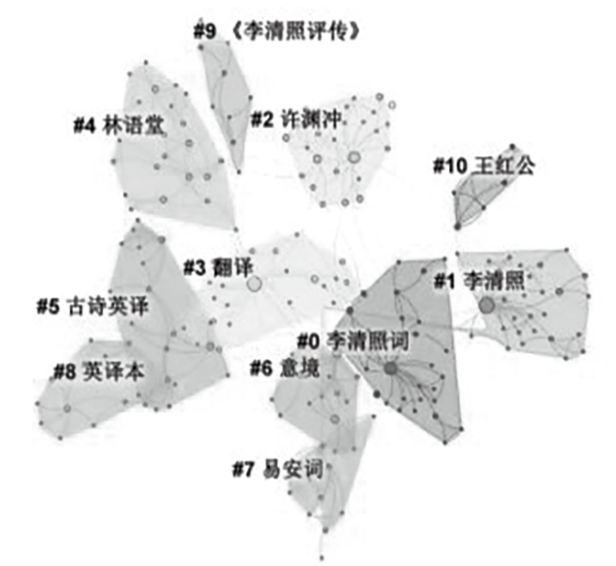 #9 《李清照评传》
#4 林语堂
#2 许渊冲
#10 王红公
#3 翻译
#1 李清照
#5 古诗英译
#0 李清照词
#8 英译本
#6 意境
#7 易安词